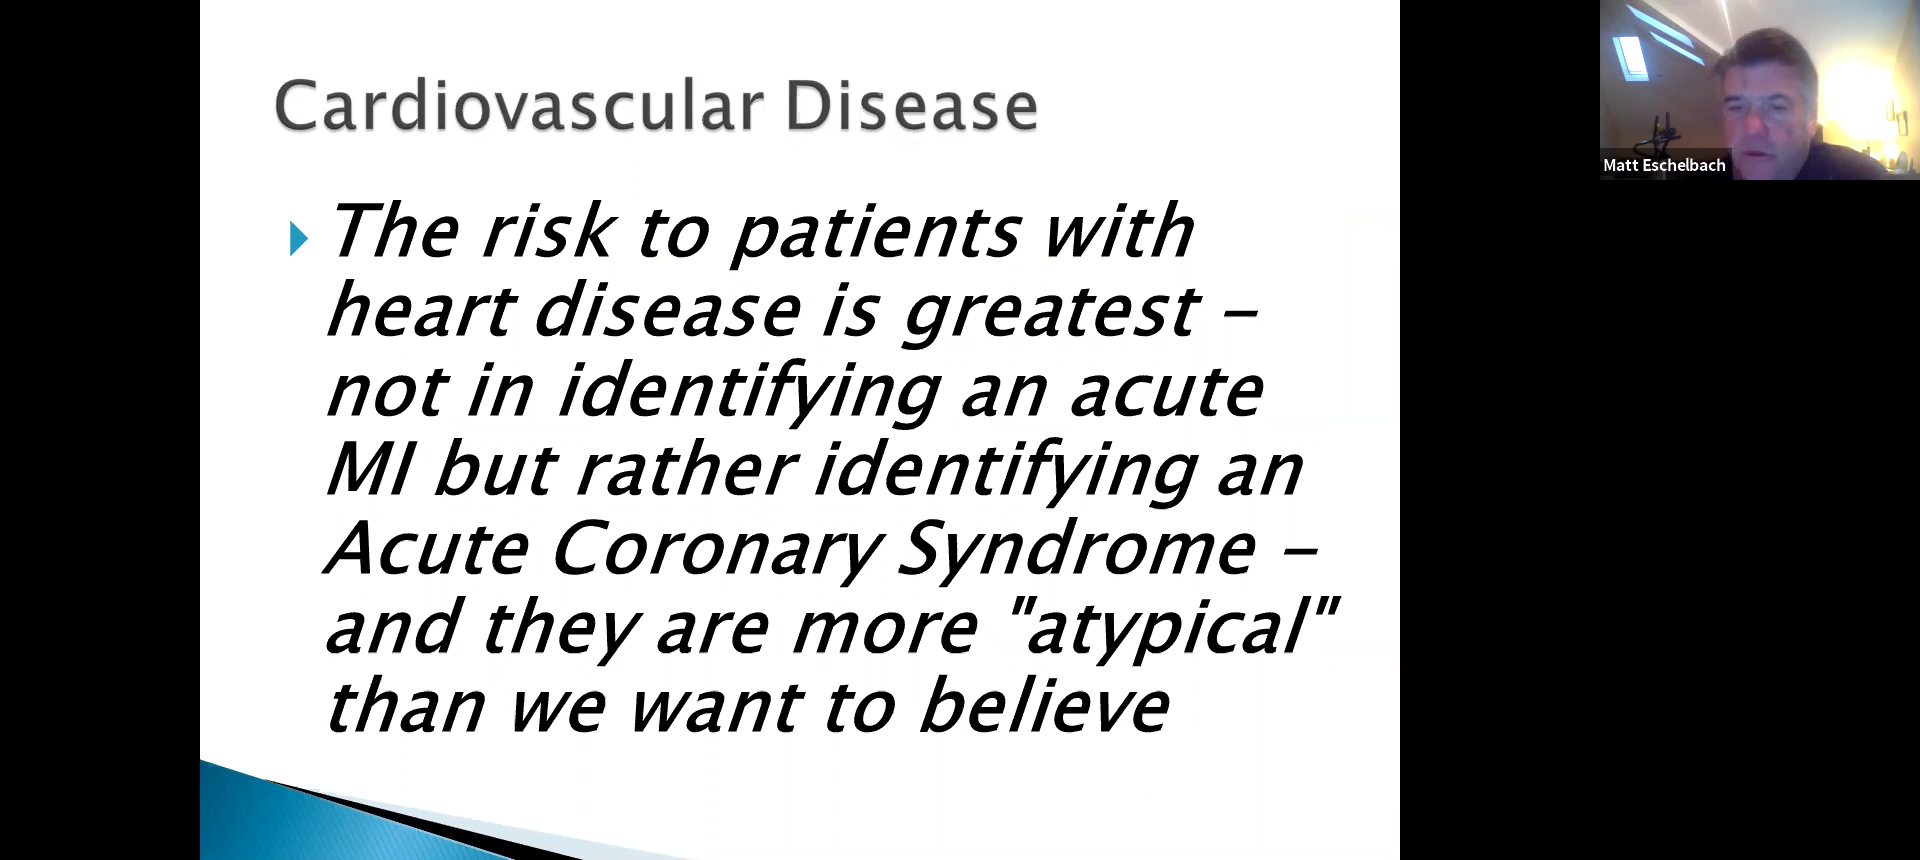 Cardiovascular Disease
The risk to patients with
heart disease is greatest –
not in identifying an acute
MI but rather identifying an
Acute Coronary Syndrome –
and they are more "atypical"
than we want to believe
Matt Eschelbach